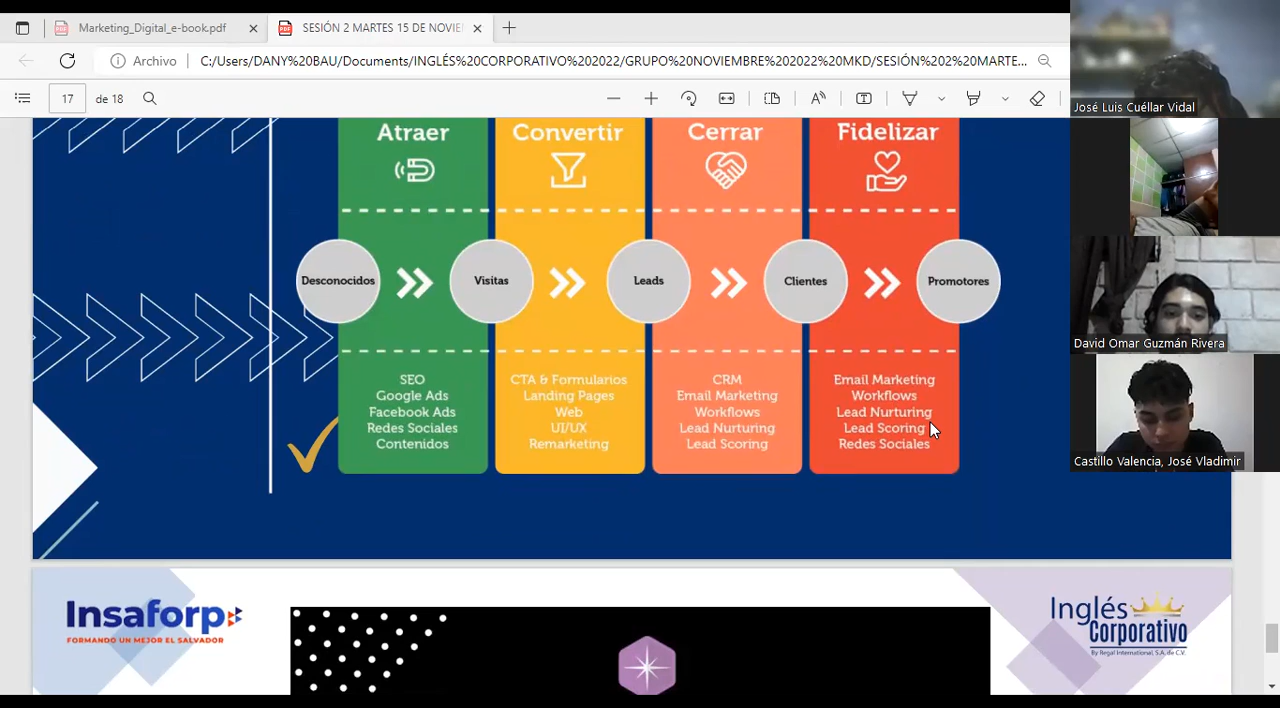 Marketing_Digital_e-book.pdf
SESIÓN 2 MARTES 15 DE NOVIE
Archivo
C:/Users/DANY%20BAU/Documents/INGLÉS%20CORPORATIVO%202022/GRUPO%20NOVIEMBRE%202022%20MKD/SESIÓN%202%20MARTE...
17 de 18
Atraer
Convertir
Cerrar
Fidelizar
Desconocidos
Visitas
Leads
Clientes
Promotores
SEO
Google Ads
Facebook Ads
Redes Sociales
Contenidos
CTA & Formularios
Landing Pages
Web
UI/UX
Remarketing
CRM
Email Marketing
Workflows
Lead Nurturing
Lead Scoring
Email Marketing
Workflows
Lead Nurturing
Lead Scoring
Redes Sociales
Insaforp
FORMANDO UN MEJOR EL SALVADOR
Inglés
Corporativo
By Regal International, S.A. de C.V.
José Luis Cuéllar Vidal
David Omar Guzmán Rivera
Castillo Valencia, José Vladimir